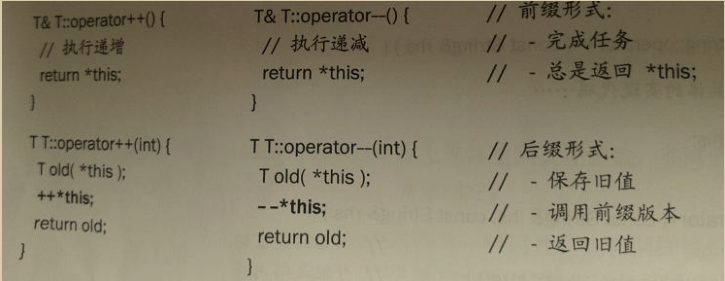 T& T::operator++() {    T& T::operator--() {    // 前缀形式:
// 执行递增    // 执行递减    // - 完成任务
return *this;    return *this;    // - 总是返回 *this;
}    }
T T::operator++(int) {    T T::operator--(int) {    // 后缀形式:
T old( *this );    T old( *this );    // - 保存旧值
++*this;    --*this;    // - 调用前缀版本
return old;    return old;    // - 返回旧值
}    }